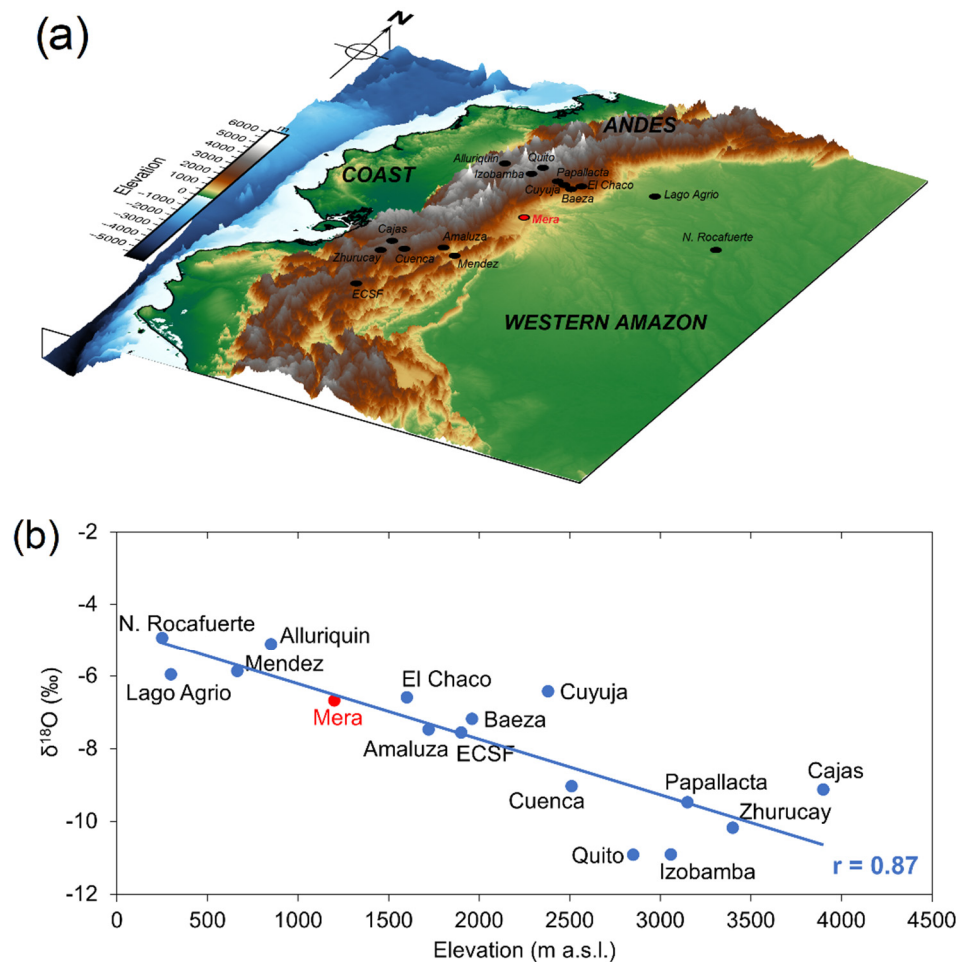 (a)
N
6000 m
5000
4000
3000
2000
1000
0
-1000
-2000
-3000
-4000
-5000
Elevation
ANDES
COAST
Alluriquin
Quito
Izobamba
Papallacta
Cuyuja
El Chaco
Baeza
Lago Agrio
Mera
N. Rocafuerte
Cajas
Amaluza
Zhurucay
Cuenca
Mendez
ECSF
WESTERN AMAZON
(b)
-2
-4
-6
-8
-10
-12
δ¹⁸O (‰)
N. Rocafuerte
Alluriquin
Mendez
Lago Agrio
El Chaco
Cuyuja
Mera
Baeza
Amaluza
ECSF
Cuenca
Papallacta
Cajas
Zhurucay
Quito
Izobamba
r = 0.87
0 500 1000 1500 2000 2500 3000 3500 4000 4500
Elevation (m a.s.l.)